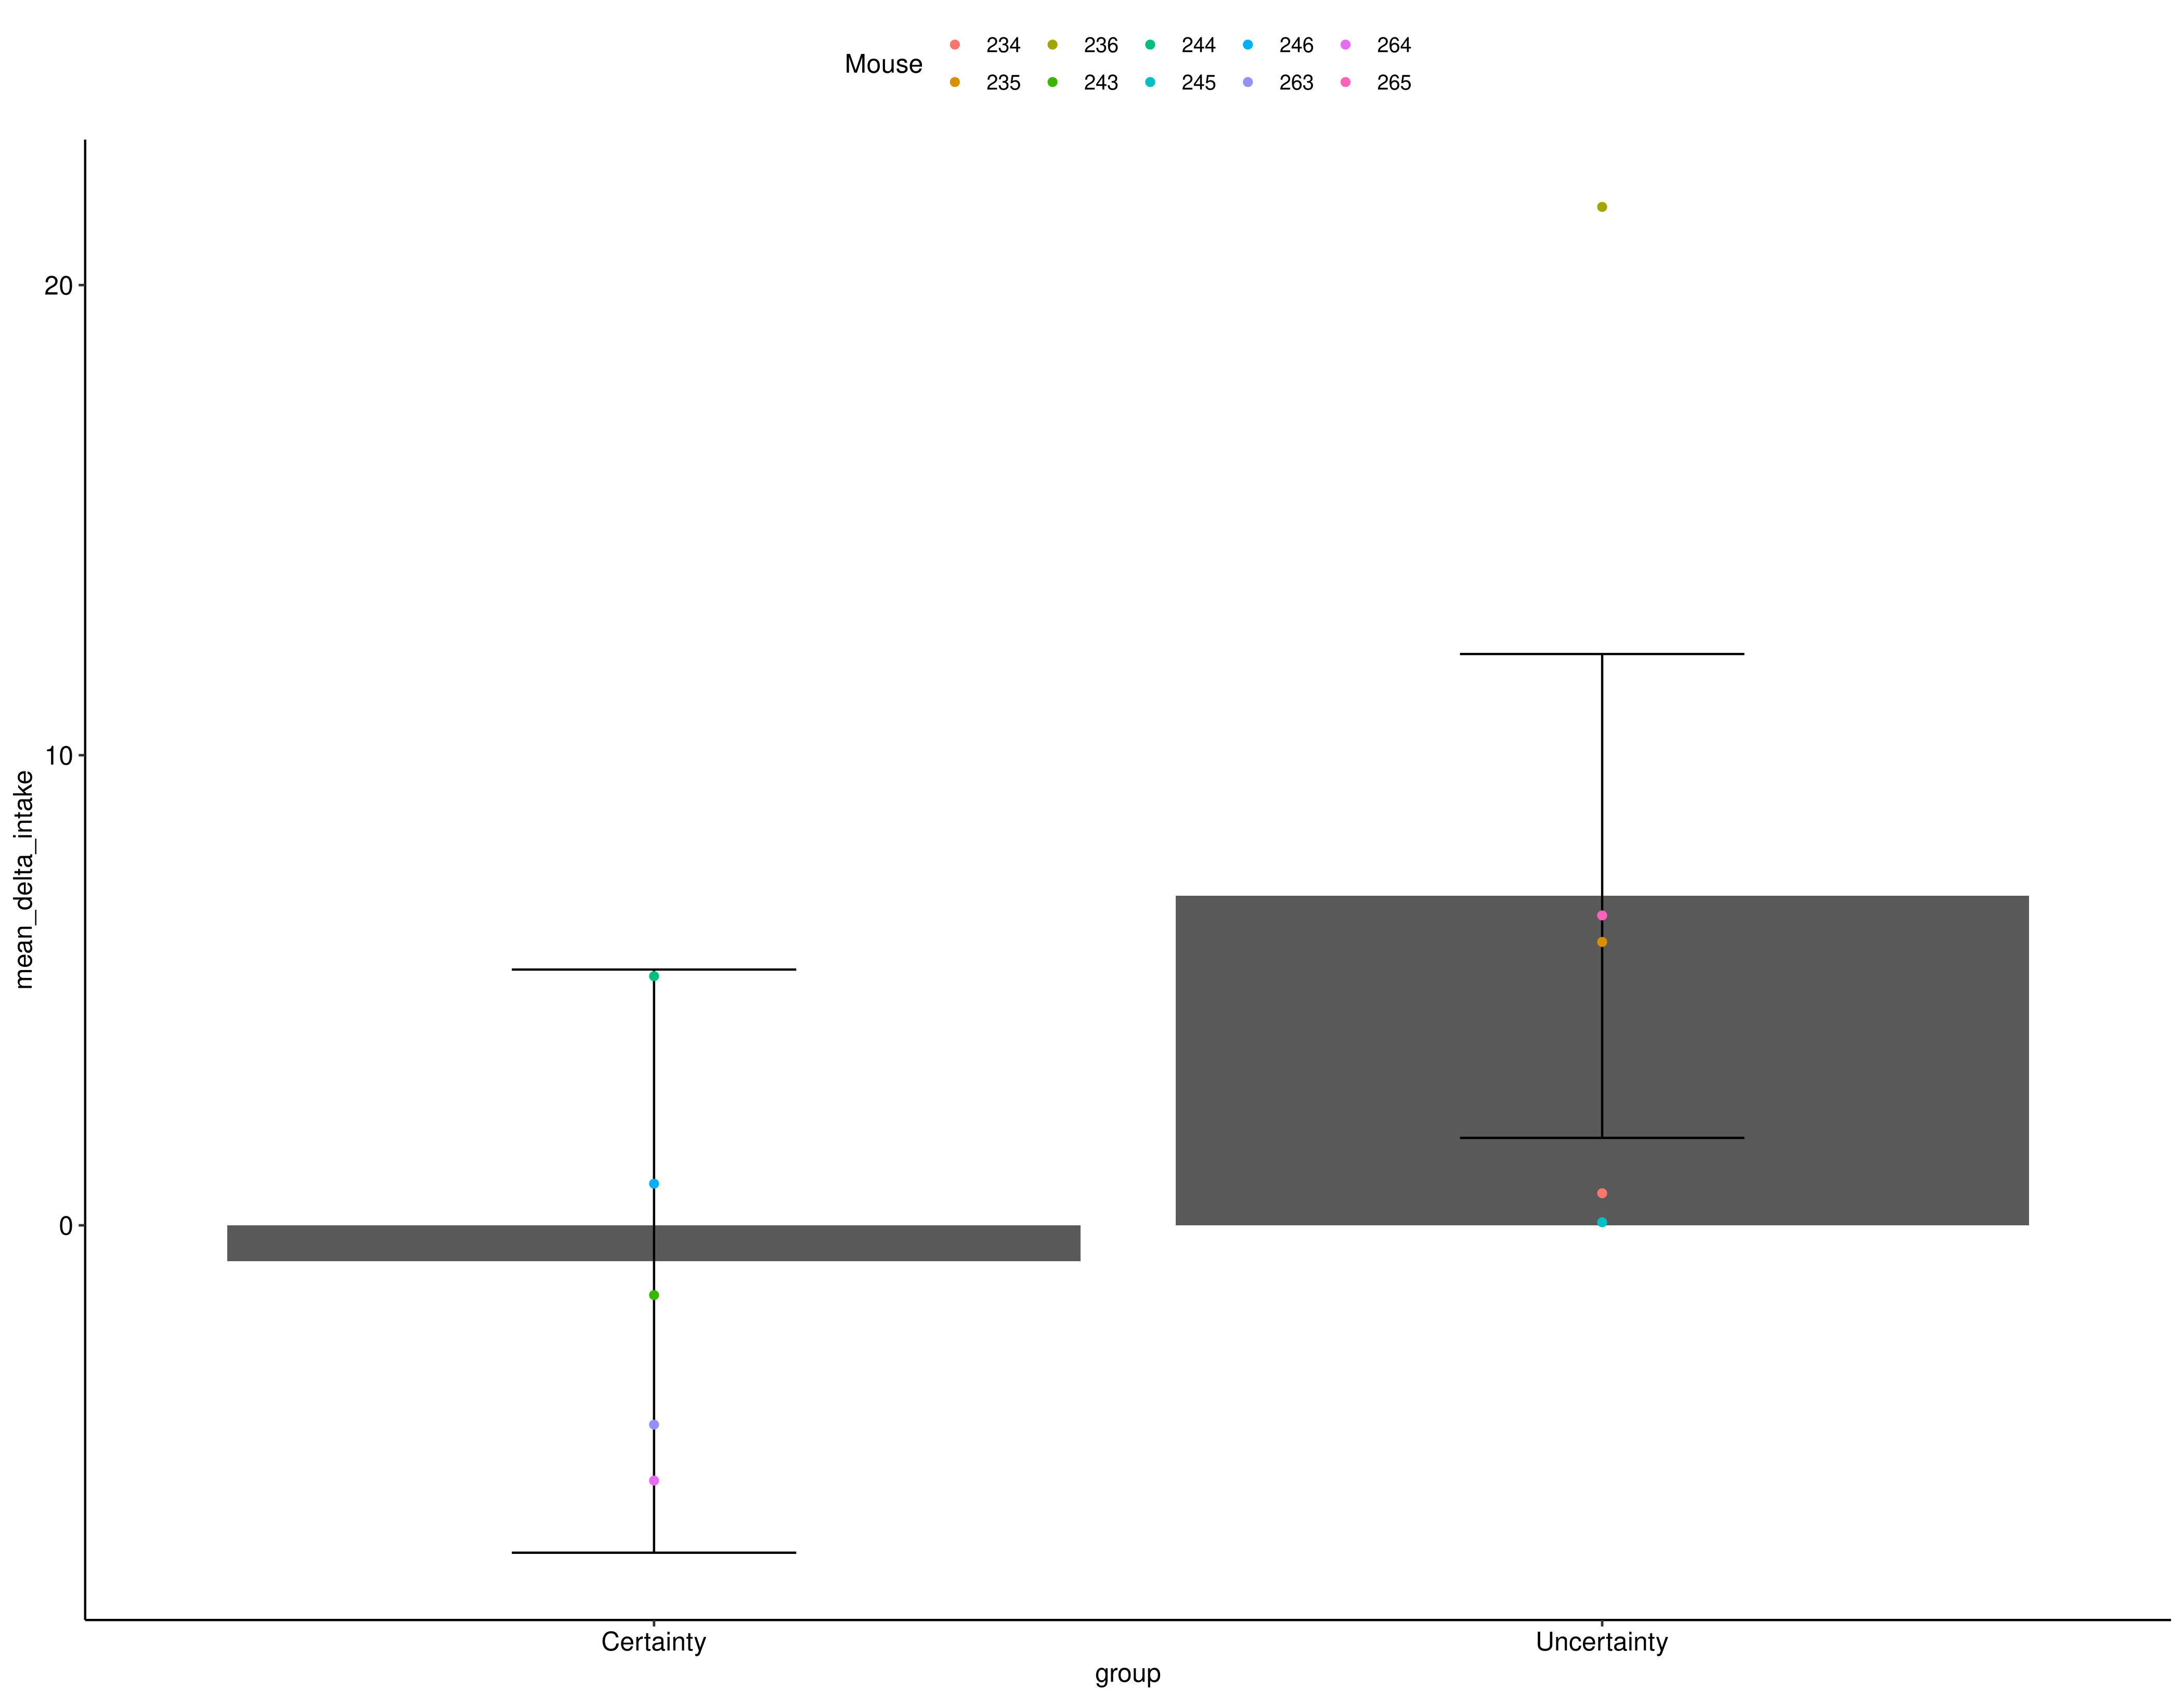 Mouse
234 236 244 246 264
235 243 245 263 265
20
10
0
mean_delta_intake
Certainty Uncertainty
group